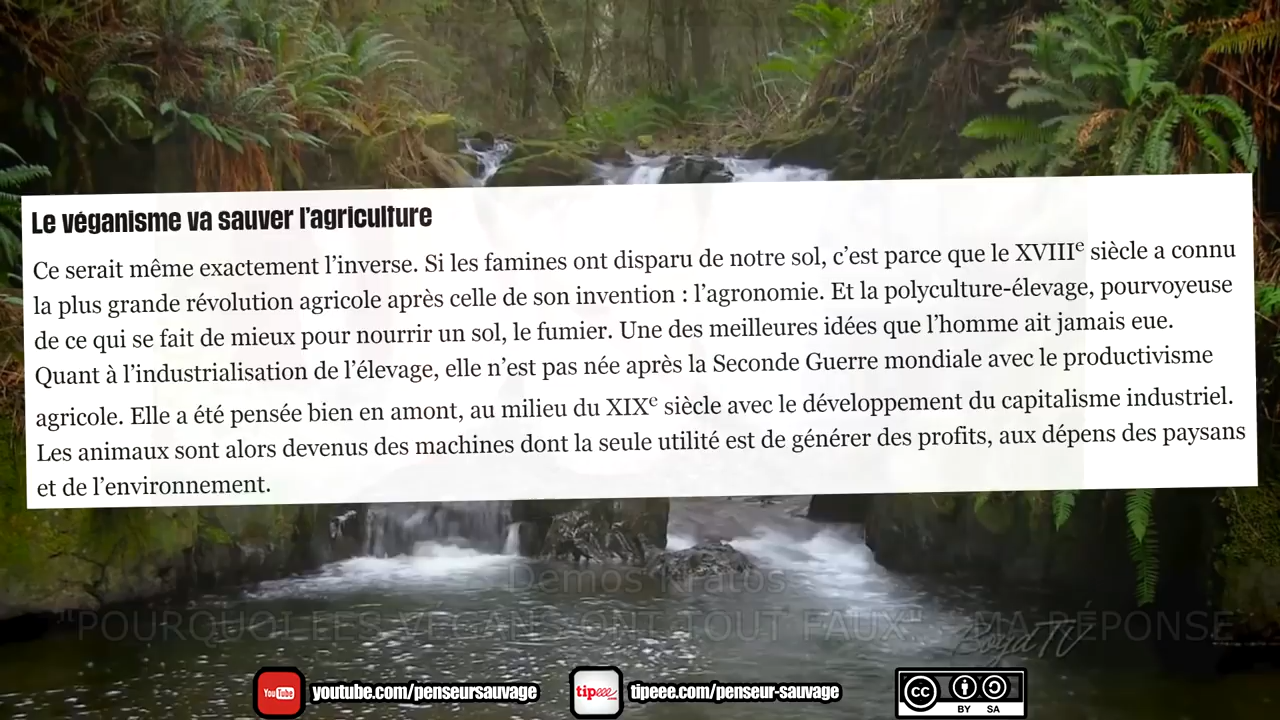 Le véganisme va sauver l'agriculture
Ce serait même exactement l'inverse. Si les famines ont disparu de notre sol, c'est parce que le XVIIIe siècle a connu
la plus grande révolution agricole après celle de son invention : l'agronomie. Et la polyculture-élevage, pourvoyeuse
de ce qui se fait de mieux pour nourrir un sol, le fumier. Une des meilleures idées que l'homme ait jamais eue.
Quant à l'industrialisation de l'élevage, elle n'est pas née après la Seconde Guerre mondiale avec le productivisme
agricole. Elle a été pensée bien en amont, au milieu du XIXe siècle avec le développement du capitalisme industriel.
Les animaux sont alors devenus des machines dont la seule utilité est de générer des profits, aux dépens des paysans
et de l'environnement.
Demos Kratos
"POURQUOI LES VEGANS ONT TOUT FAUX" - MA RÉPONSE
BoydTV
YouTube youtube.com/penseursauvage tipeee tipeee.com/penseur-sauvage cc BY SA